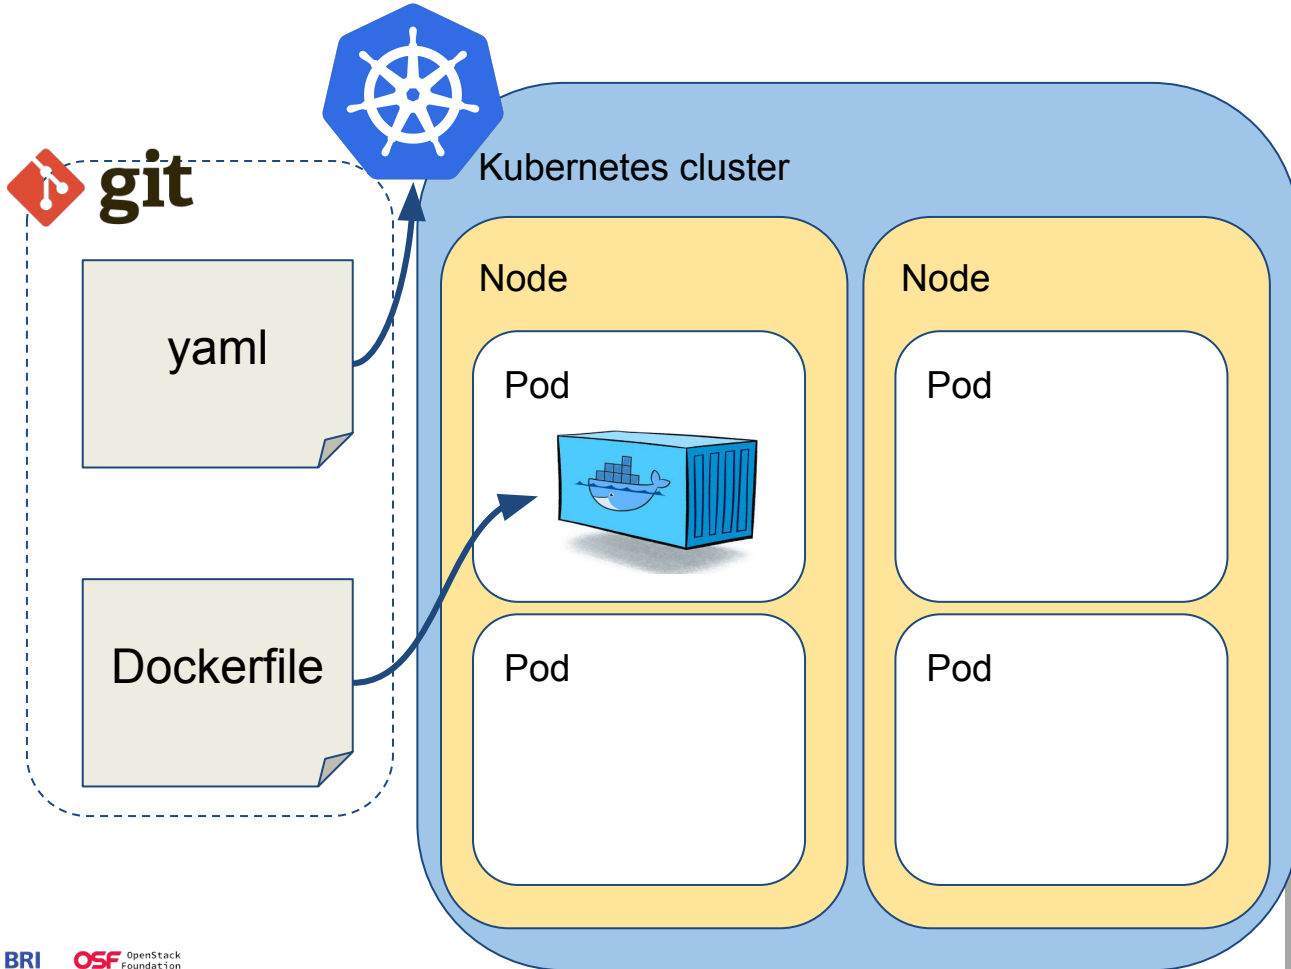 git
Kubernetes cluster
yaml
Node
Node
Pod
Pod
Dockerfile
Pod
Pod
BRI
OSF OpenStack
Foundation